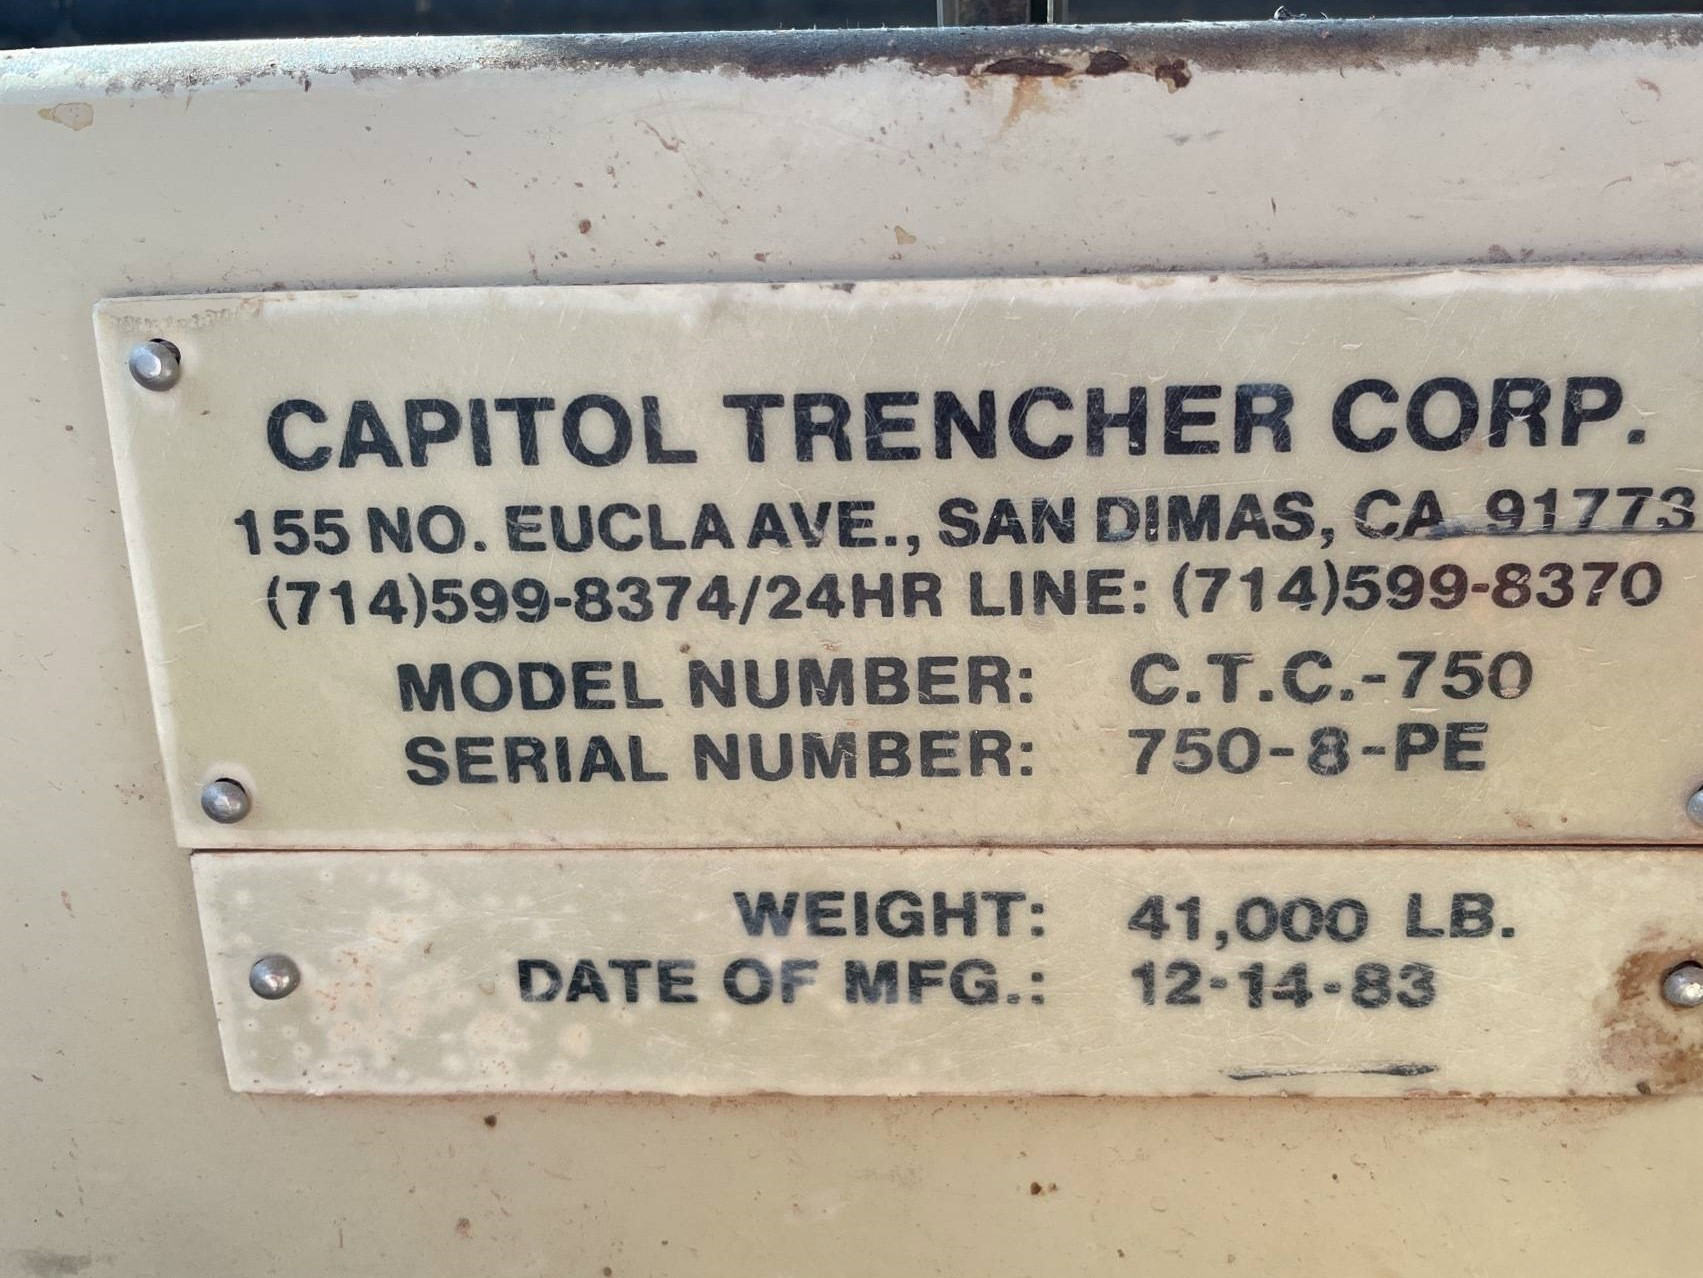 CAPITOL TRENCHER CORP.
155 NO. EUCLA AVE., SAN DIMAS, CA 91773
(714)599-8374/24HR LINE: (714)599-8370
MODEL NUMBER: C.T.C.-750
SERIAL NUMBER: 750-8-PE
WEIGHT: 41,000 LB.
DATE OF MFG.: 12-14-83